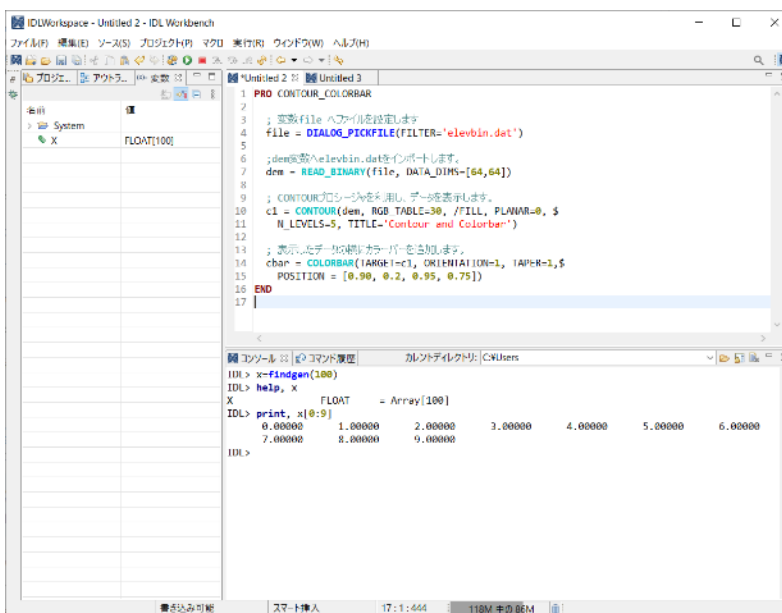 IDLWorkspace - Untitled 2 - IDL Workbench
ファイル(F) 編集(E) ソース(S) プロジェクト(P) マクロ 実行(R) ウィンドウ(W) ヘルプ(H)
プロジェ... アウトラ... 変数
*Untitled 2 Untitled 3
名前 値
System
X FLOAT[100]
1 PRO CONTOUR_COLORBAR
2
3 ; 変数file へファイルを設定します
4 file = DIALOG_PICKFILE(FILTER='elevbin.dat')
5
6 ;dem変数へelevbin.datをインポートします。
7 dem = READ_BINARY(file, DATA_DIMS=[64,64])
8
9 ; CONTOURプロシージャを利用し、データを表示します。
10 c1 = CONTOUR(dem, RGB_TABLE=30, /FILL, PLANAR=0, $
11 N_LEVELS=5, TITLE='Contour and Colorbar')
12
13 ; 表示したデータの横にカラーバーを追加します。
14 cbar = COLORBAR(TARGET=c1, ORIENTATION=1, TAPER=1,$
15 POSITION = [0.90, 0.2, 0.95, 0.75])
16 END
17
コンソール コマンド履歴 カレントディレクトリ: C:¥Users
IDL> x=findgen(100)
IDL> help, x
X FLOAT = Array[100]
IDL> print, x[0:9]
0.00000 1.00000 2.00000 3.00000 4.00000 5.00000 6.00000
7.00000 8.00000 9.00000
IDL>
書き込み可能 スマート挿入 17:1:444 118M 中の 86M